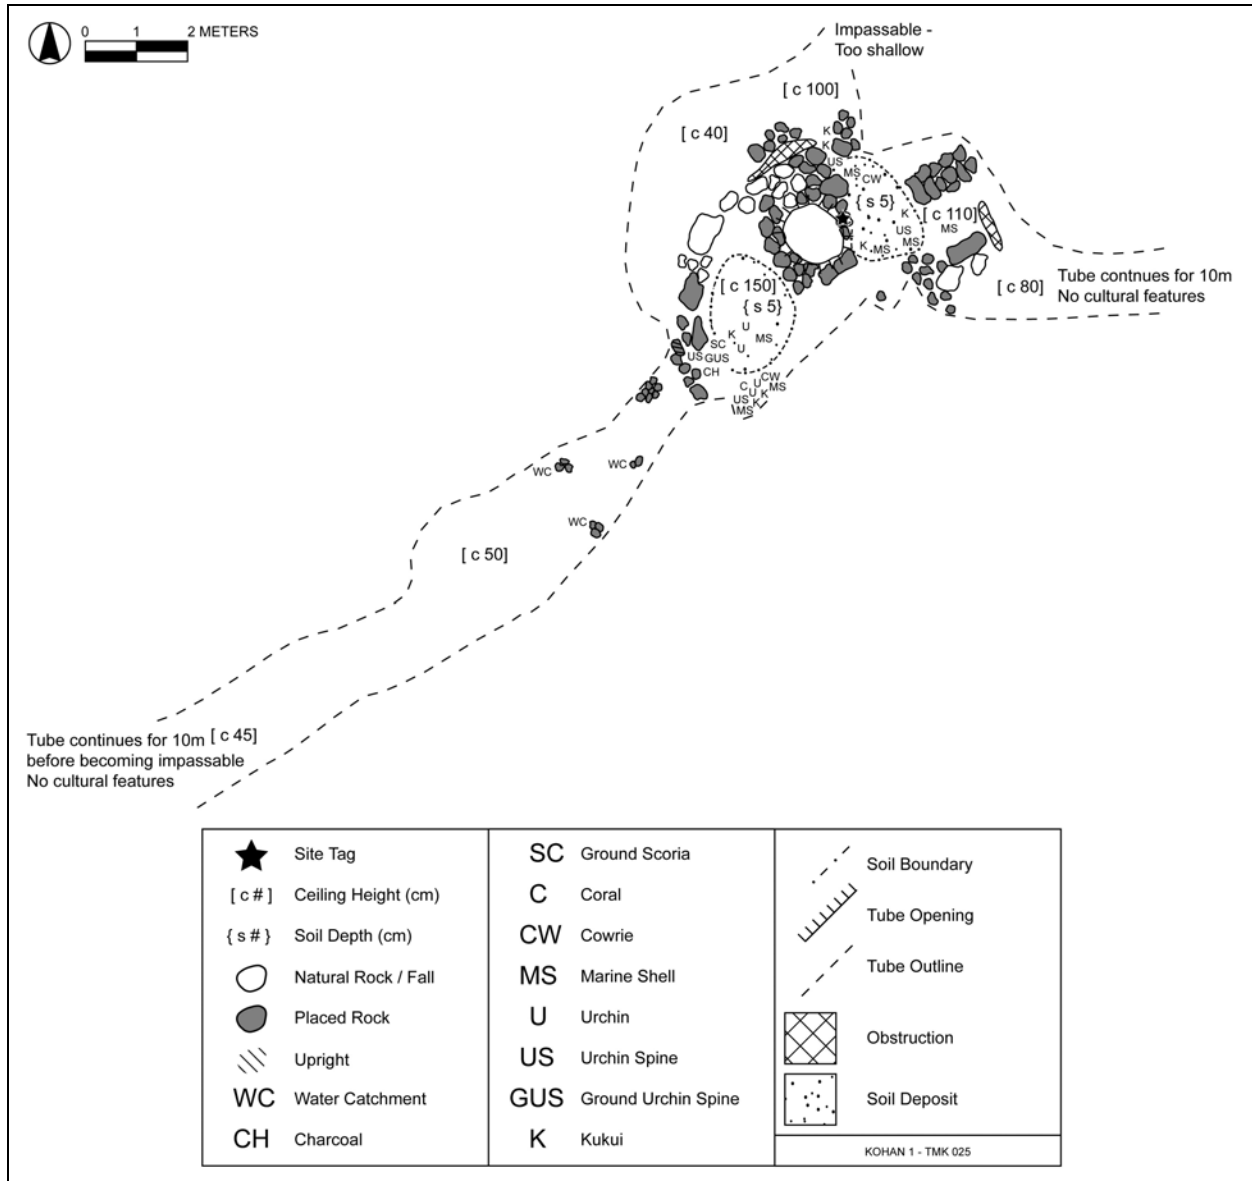 0 1 2 METERS
Impassable -
Too shallow
[ c 100]
[ c 40]
K
K
US
MS
CW
{ s 5}
K
[ c 110]
MS
US
MS
K
MS
[ c 80]
Tube contnues for 10m
No cultural features
[ c 150]
{ s 5}
U
K
MS
SC
U
US
GUS
CH
CW
U
C
MS
U
K
US
K
MS
WC
WC
WC
[ c 50]
[ c 45]
Tube continues for 10m
before becoming impassable
No cultural features
Site Tag
[ c # ] Ceiling Height (cm)
{ s # } Soil Depth (cm)
Natural Rock / Fall
Placed Rock
Upright
WC Water Catchment
CH Charcoal
SC Ground Scoria
C Coral
CW Cowrie
MS Marine Shell
U Urchin
US Urchin Spine
GUS Ground Urchin Spine
K Kukui
Soil Boundary
Tube Opening
Tube Outline
Obstruction
Soil Deposit
KOHAN 1 - TMK 025